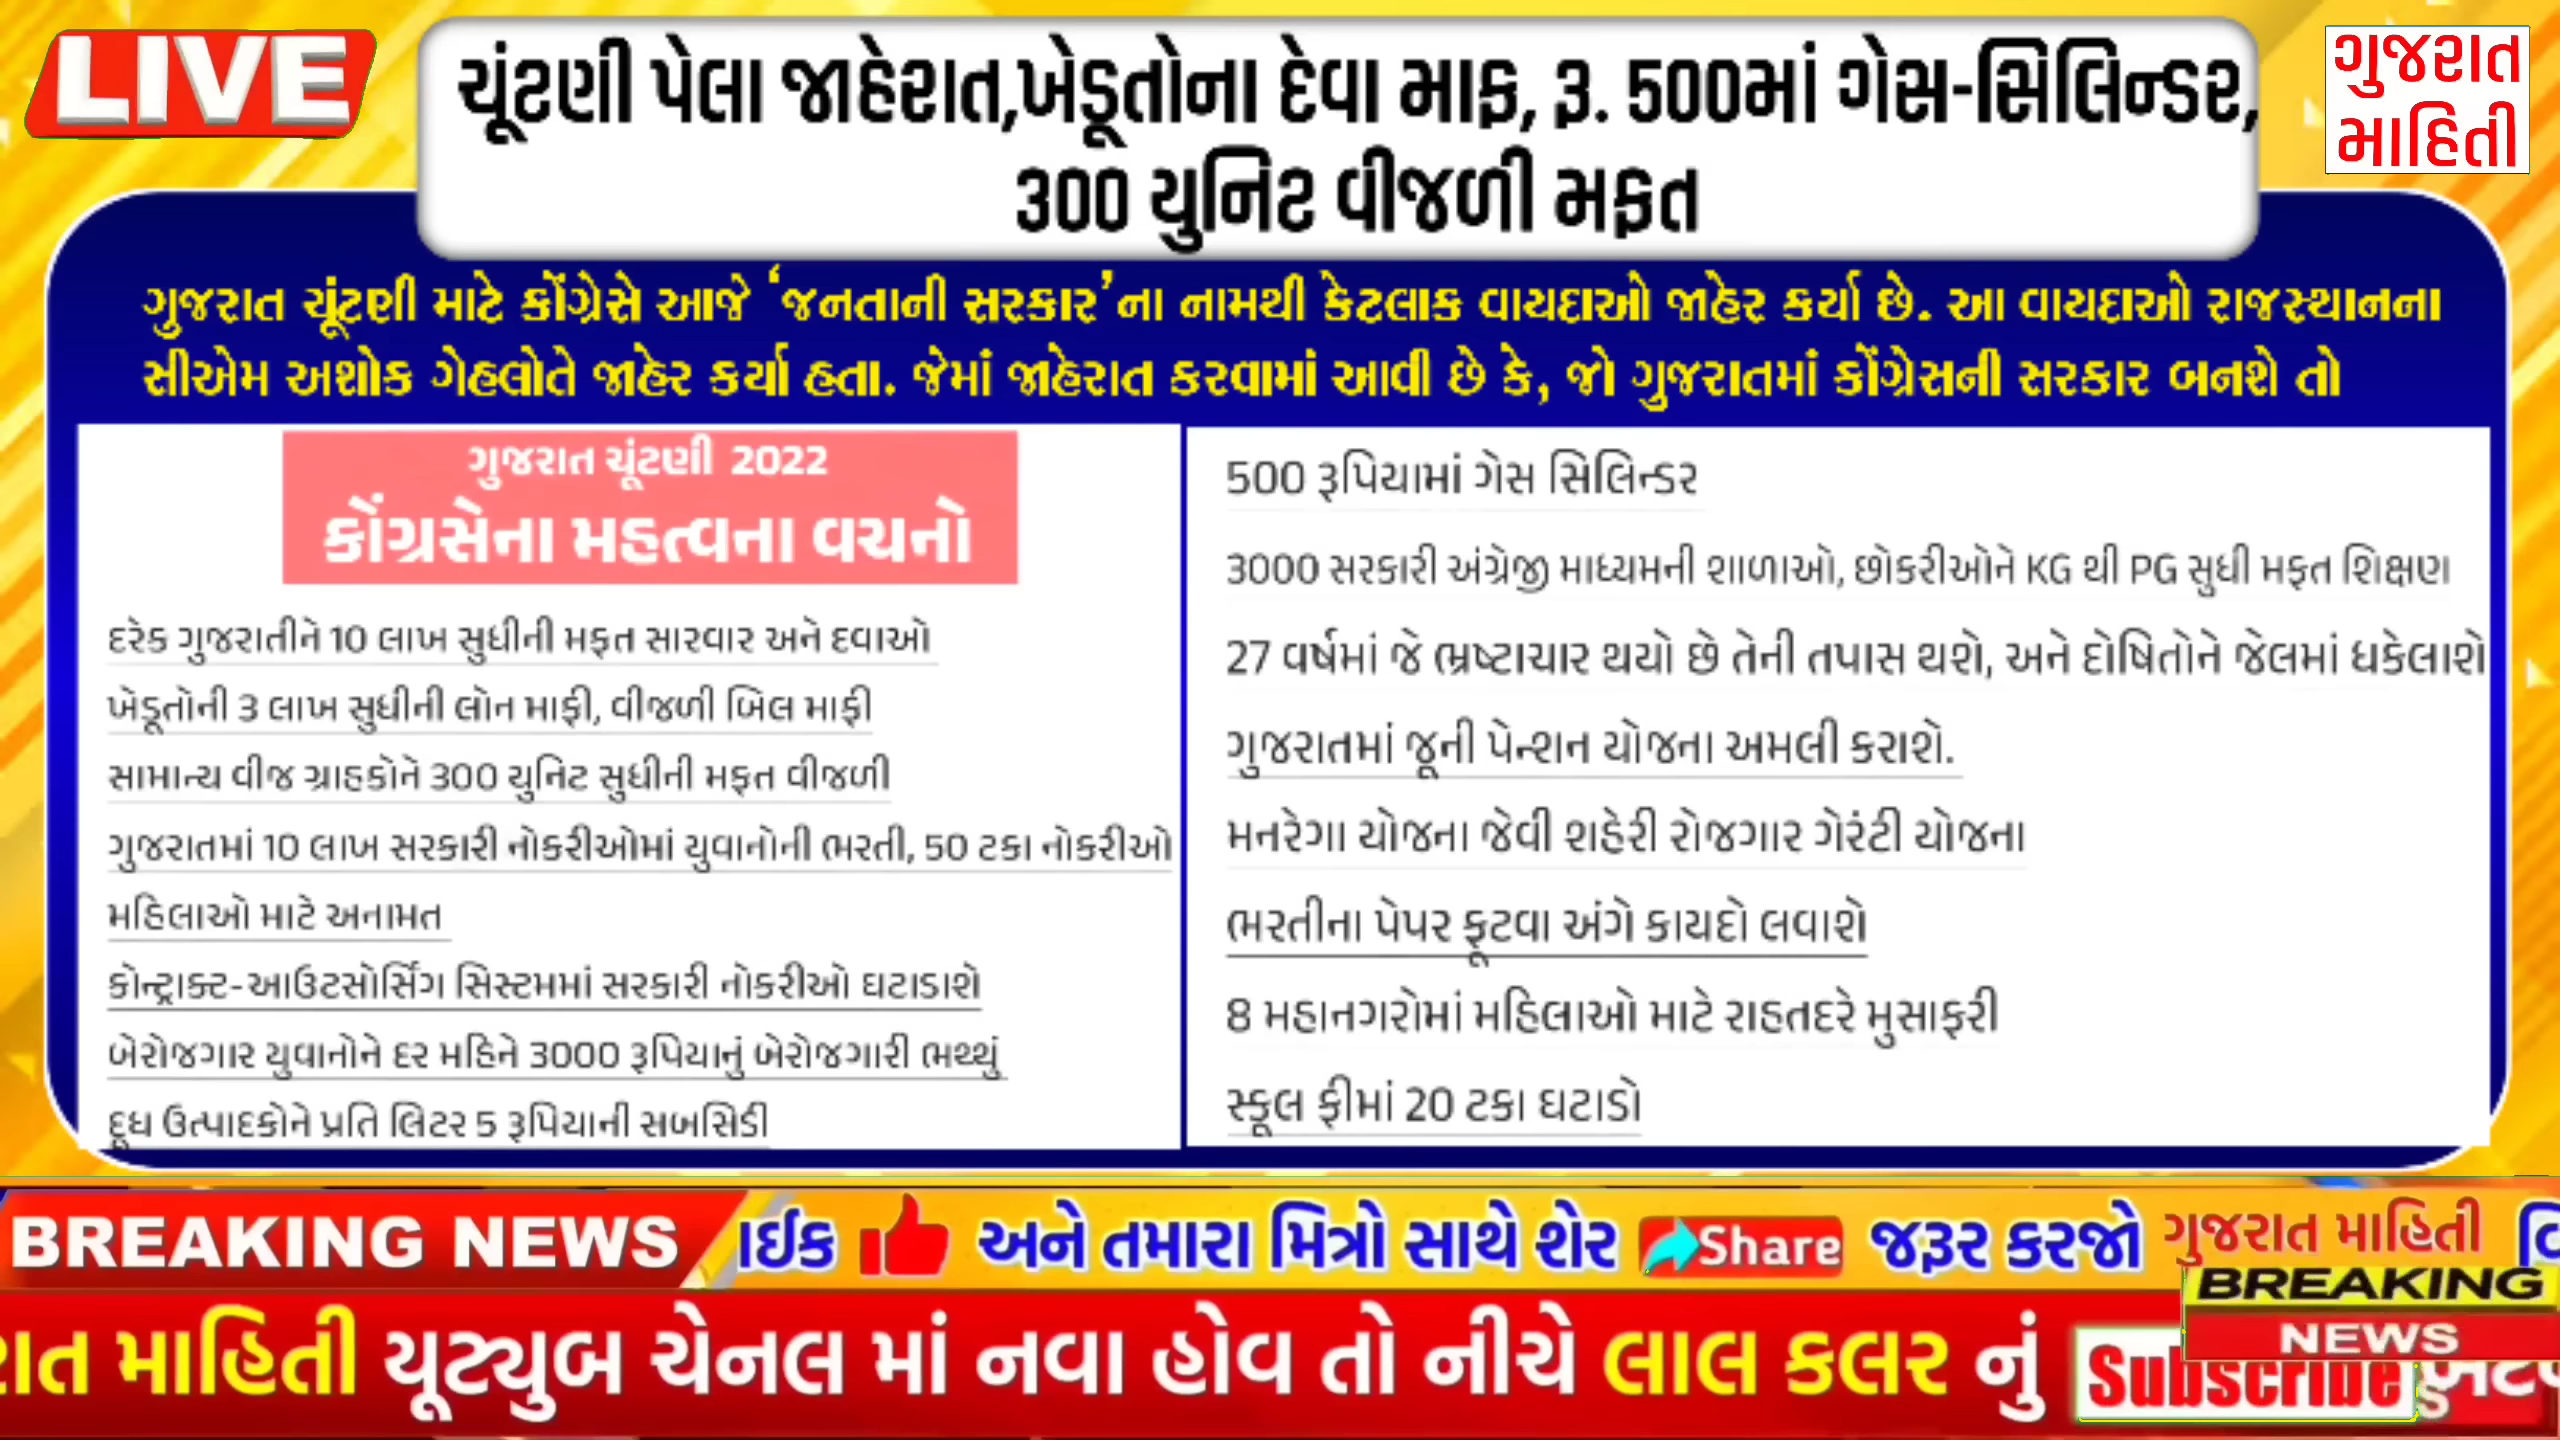 LIVE
ચૂંટણી પેલા જાહેરાત,ખેડૂતોના દેવા માફ, રૂ. 500માં ગેસ-સિલિન્ડર,
300 યુનિટ વીજળી મફત
ગુજરાત
માહિતી
ગુજરાત ચૂંટણી માટે કોંગ્રેસે આજે ‘જનતાની સરકાર’ના નામથી કેટલાક વાયદાઓ જાહેર કર્યા છે. આ વાયદાઓ રાજસ્થાનના
સીએમ અશોક ગેહલોતે જાહેર કર્યા હતા. જેમાં જાહેરાત કરવામાં આવી છે કે, જો ગુજરાતમાં કોંગ્રેસની સરકાર બનશે તો
ગુજરાત ચૂંટણી 2022
કોંગ્રસેના મહત્વના વચનો
દરેક ગુજરાતીને 10 લાખ સુધીની મફત સારવાર અને દવાઓ
ખેડૂતોની 3 લાખ સુધીની લોન માફી, વીજળી બિલ માફી
સામાન્ય વીજ ગ્રાહકોને 300 યુનિટ સુધીની મફત વીજળી
ગુજરાતમાં 10 લાખ સરકારી નોકરીઓમાં યુવાનોની ભરતી, 50 ટકા નોકરીઓ
મહિલાઓ માટે અનામત
કોન્ટ્રાક્ટ-આઉટસોર્સિંગ સિસ્ટમમાં સરકારી નોકરીઓ ઘટાડાશે
બેરોજગાર યુવાનોને દર મહિને 3000 રૂપિયાનું બેરોજગારી ભથ્થું
દૂધ ઉત્પાદકોને પ્રતિ લિટર 5 રૂપિયાની સબસિડી
500 રૂપિયામાં ગેસ સિલિન્ડર
3000 સરકારી અંગ્રેજી માધ્યમની શાળાઓ, છોકરીઓને KG થી PG સુધી મફત શિક્ષણ
27 વર્ષમાં જે ભ્રષ્ટાચાર થયો છે તેની તપાસ થશે, અને દોષિતોને જેલમાં ધકેલાશે
ગુજરાતમાં જૂની પેન્શન યોજના અમલી કરાશે.
મનરેગા યોજના જેવી શહેરી રોજગાર ગેરંટી યોજના
ભરતીના પેપર ફૂટવા અંગે કાયદો લવાશે
8 મહાનગરોમાં મહિલાઓ માટે રાહતદરે મુસાફરી
સ્કૂલ ફીમાં 20 ટકા ઘટાડો
BREAKING NEWS
ાઈક અને તમારા મિત્રો સાથે શેર Share જરૂર કરજો ગુજરાત માહિતી
BREAKING
NEWS
રાત માહિતી યૂટ્યુબ ચેનલ માં નવા હોવ તો નીચે લાલ કલર નું Subscribe